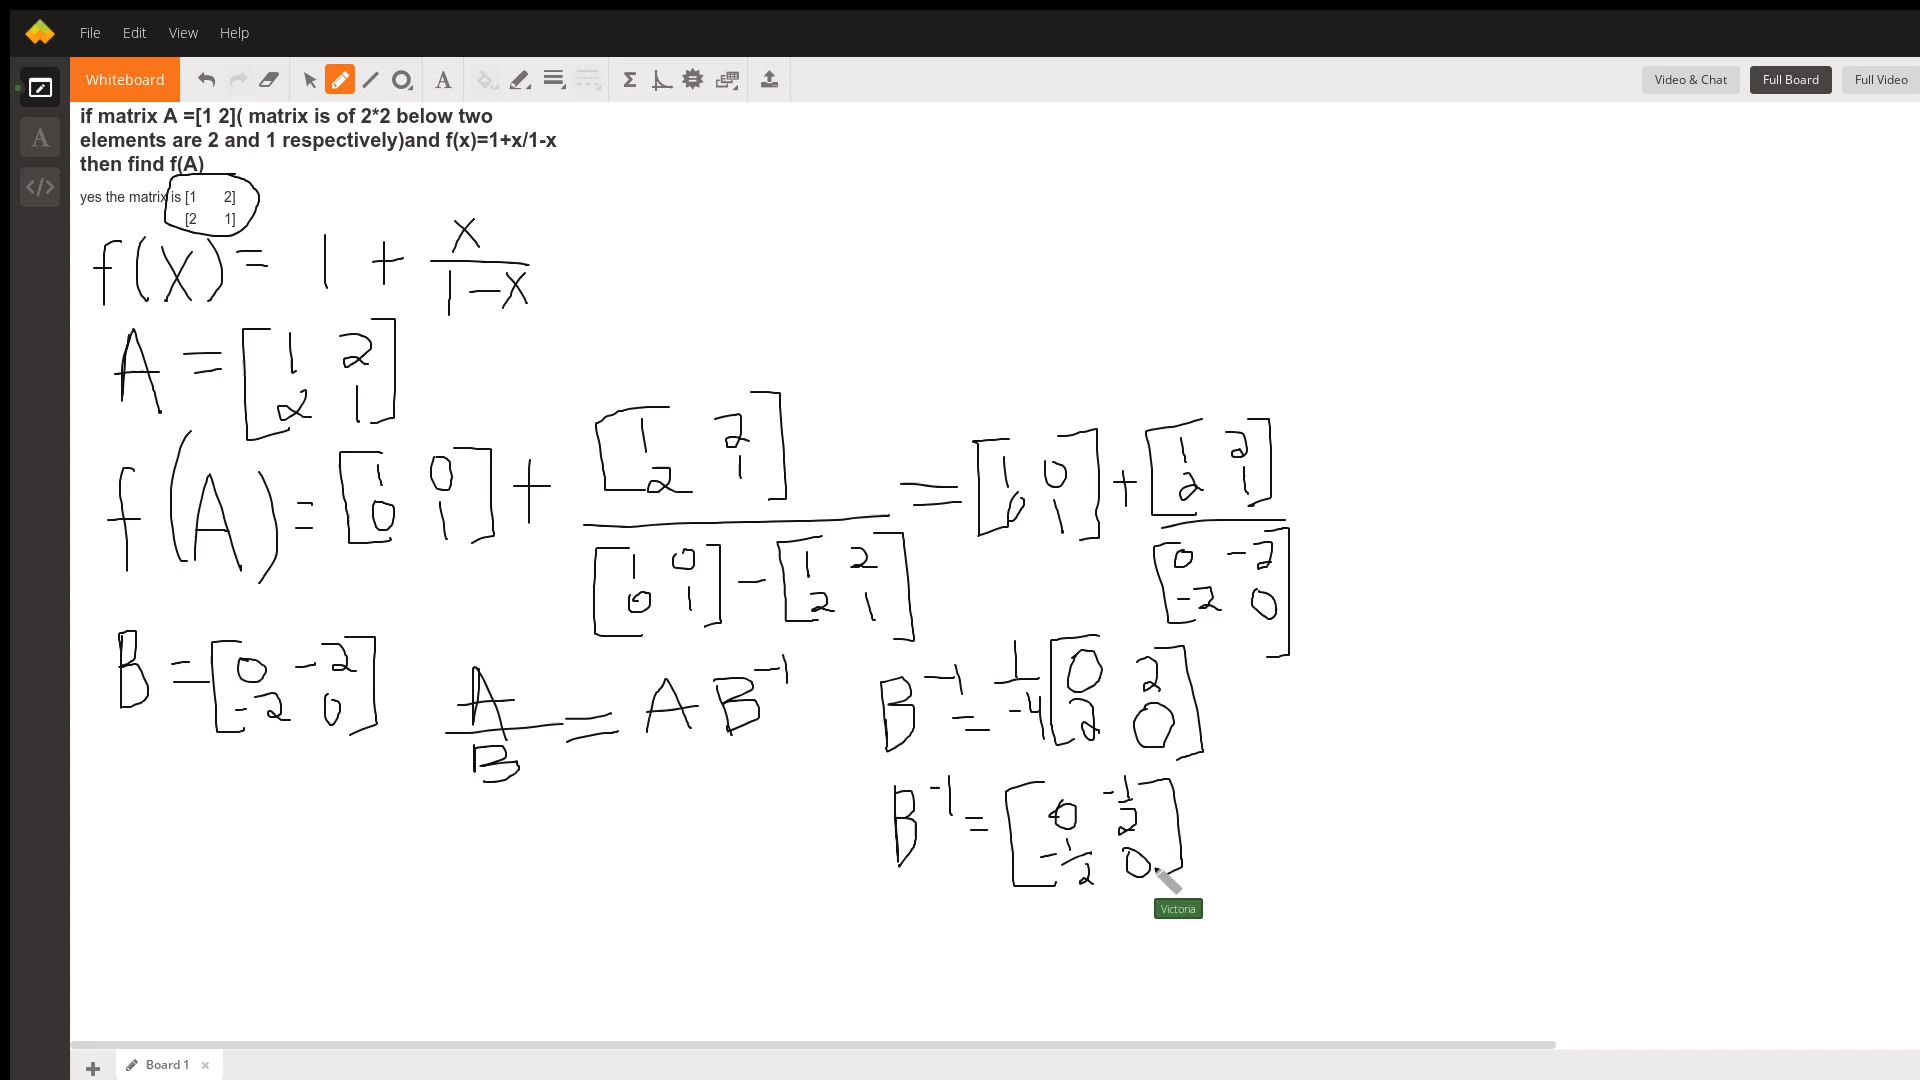 File Edit View Help
Whiteboard A Σ Video & Chat Full Board Full Video
A
</>
if matrix A =[1 2]( matrix is of 2*2 below two
elements are 2 and 1 respectively)and f(x)=1+x/1-x
then find f(A)
yes the matrix is [1 2]
[2 1]
f(X) = 1 + x/(1-x)
A = [1 2; 2 1]
f(A) = [1 0; 0 1] + [1 2; 2 1]/([1 0; 0 1] - [1 2; 2 1]) = [1 0; 0 1] + [1 2; 2 1]/[0 -2; -2 0]
B = [0 -2; -2 0] A/B = AB^-1 B^-1 = 1/-4 [0 2; 2 0]
B^-1 = [0 -1/2; -1/2 0]
Victoria
Board 1